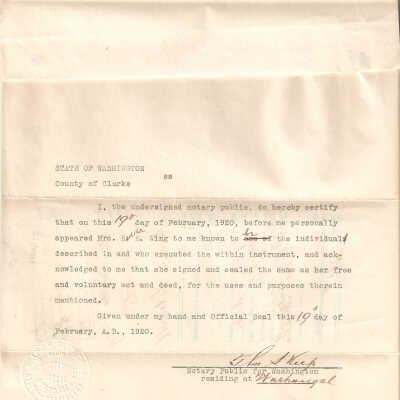 STATE OF WASHINGTON
ss
County of Clarke
I, the undersigned notary public, do hereby certify
that on this 19th day of February, 1920, before me personally
appeared Mrs. King to me known to be the individual
described in and who executed the within instrument, and ack-
nowledged to me that she signed and sealed the same as her free
and voluntary act and deed, for the uses and purposes therein
mentioned.
Given under my hand and Official Seal this 19th day of
February, A.D., 1920.
Notary Public for Washington
residing at Washougal